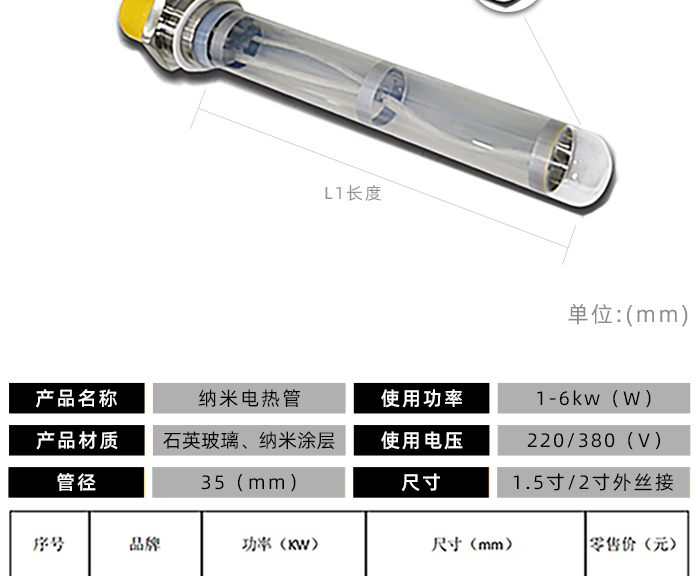 L1长度
单位:(mm)
产品名称 纳米电热管 使用功率 1-6kw（W）
产品材质 石英玻璃、纳米涂层 使用电压 220/380（V）
管径 35（mm） 尺寸 1.5寸/2寸外丝接
序号 品牌 功率（KW） 尺寸（mm） 零售价（元）